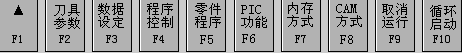 ▲
F1
刀具
参数
F2
数据
设定
F3
程序
控制
F4
零件
程序
F5
PIC
功能
F6
内存
方式
F7
CAM
方式
F8
取消
运行
F9
循环
启动
F10